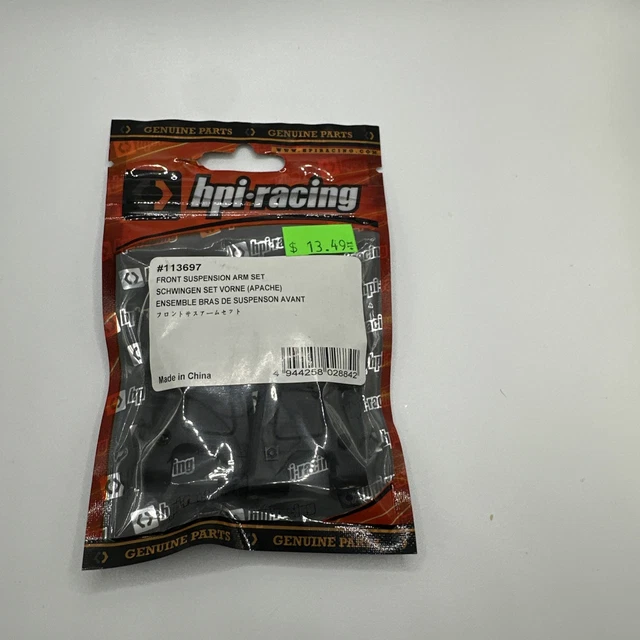 GENUINE PARTS
GENUINE PARTS
WWW.HPIRACING.COM
hpi·racing
$ 13.49
#113697
FRONT SUSPENSION ARM SET
SCHWINGEN SET VORNE (APACHE)
ENSEMBLE BRAS DE SUSPENSON AVANT
フロントサスアームセット
Made in China
4 944258 028842
GENUINE PARTS
GENUINE PARTS